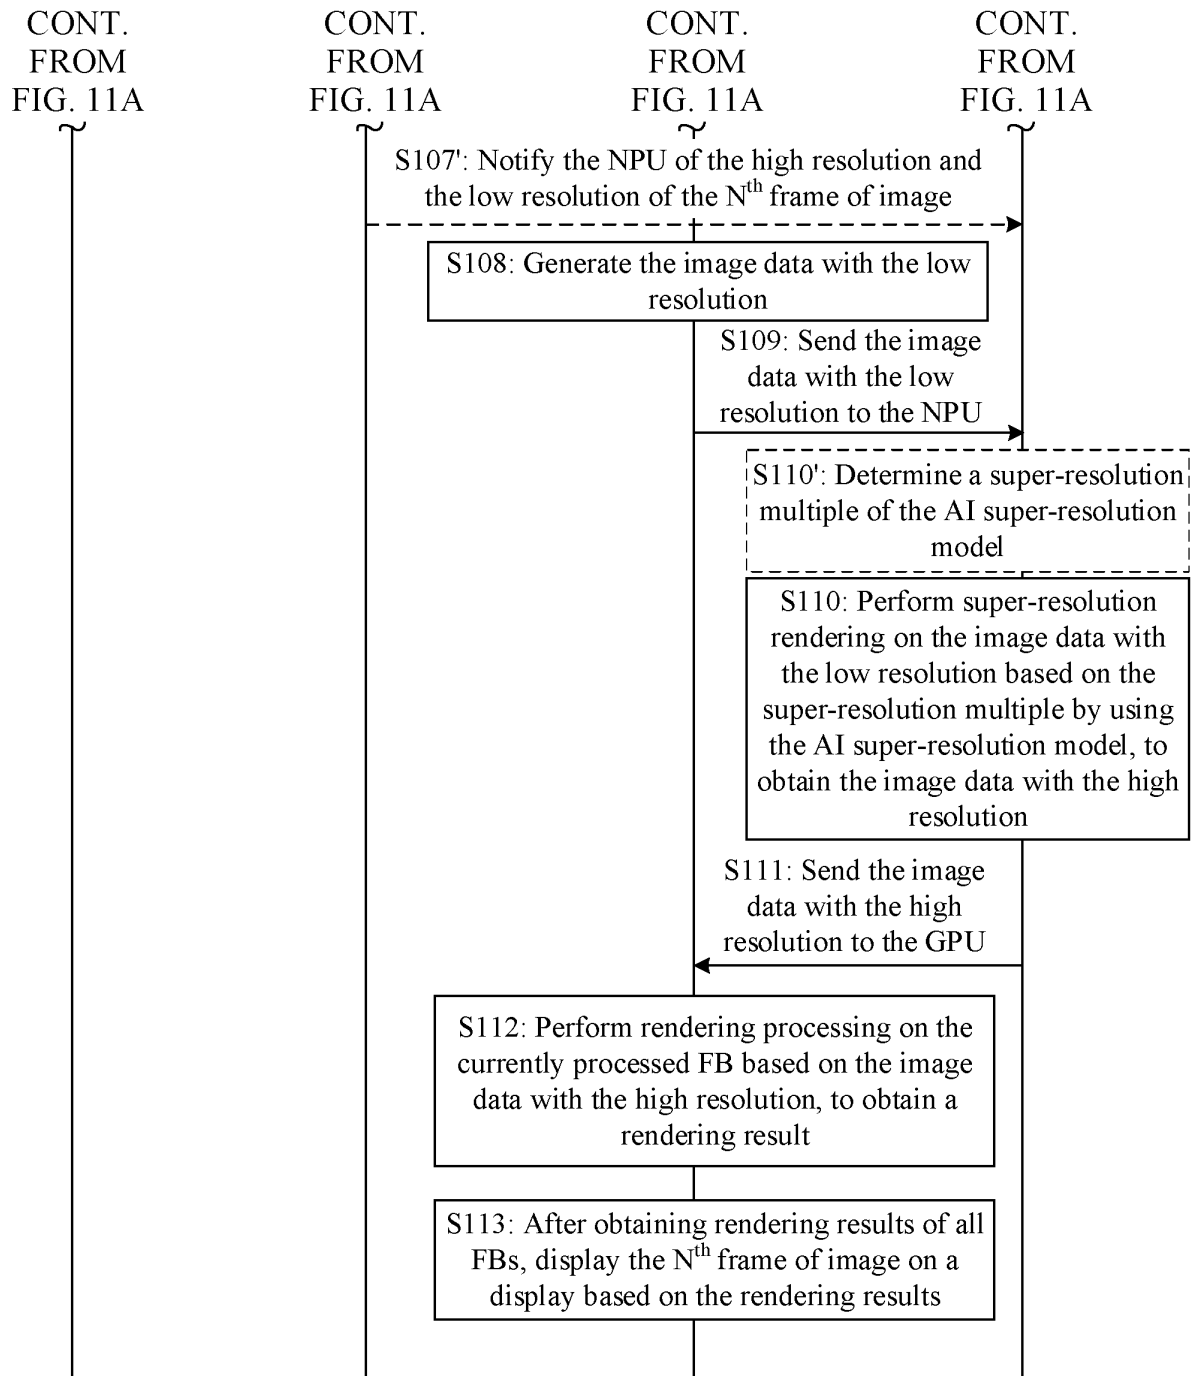 CONT.
FROM
FIG. 11A
CONT.
FROM
FIG. 11A
CONT.
FROM
FIG. 11A
CONT.
FROM
FIG. 11A
S107': Notify the NPU of the high resolution and
the low resolution of the Nth frame of image
S108: Generate the image data with the low
resolution
S109: Send the image
data with the low
resolution to the NPU
S110': Determine a super-resolution
multiple of the AI super-resolution
model
S110: Perform super-resolution
rendering on the image data with
the low resolution based on the
super-resolution multiple by using
the AI super-resolution model, to
obtain the image data with the high
resolution
S111: Send the image
data with the high
resolution to the GPU
S112: Perform rendering processing on the
currently processed FB based on the image
data with the high resolution, to obtain a
rendering result
S113: After obtaining rendering results of all
FBs, display the Nth frame of image on a
display based on the rendering results